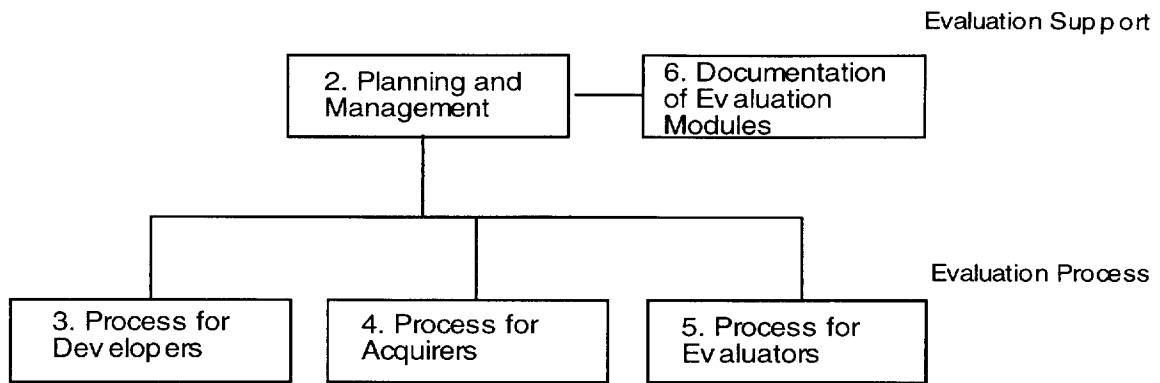 Evaluation Support
2. Planning and
Management
6. Documentation
of Evaluation
Modules
Evaluation Process
3. Process for
Developers
4. Process for
Acquirers
5. Process for
Evaluators